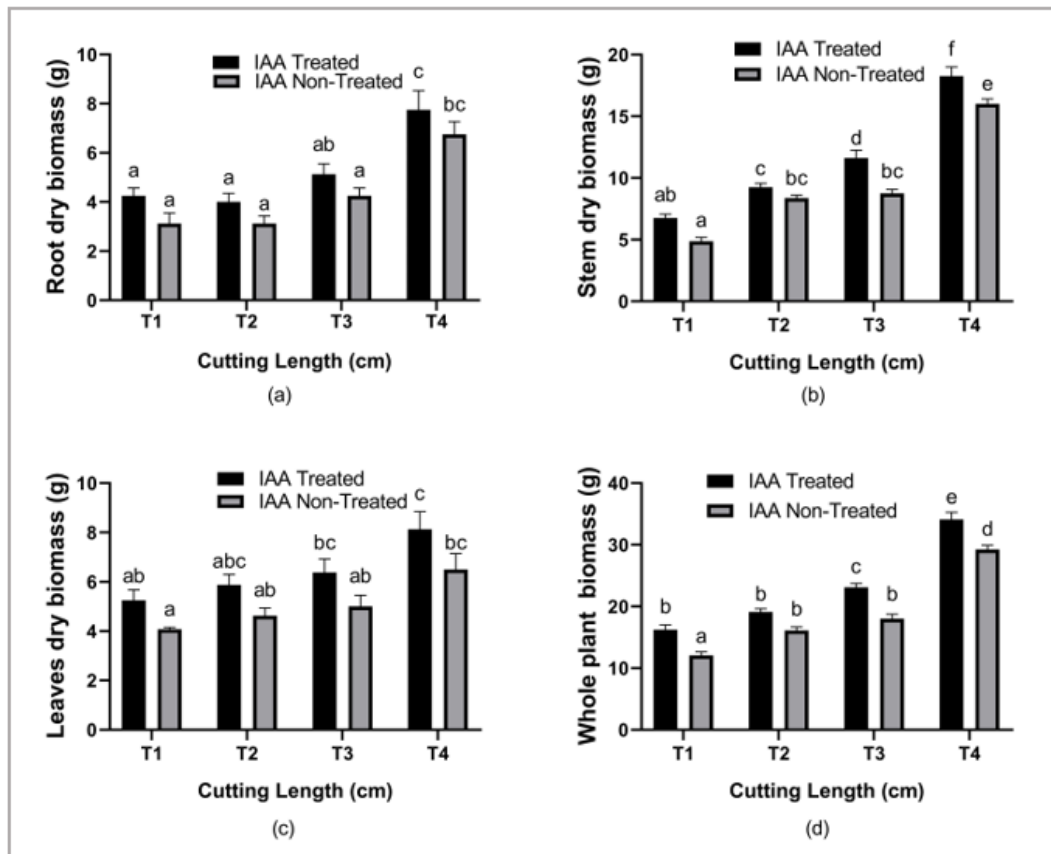 Root dry biomass (g)
10
8
6
4
2
0
IAA Treated
IAA Non-Treated
a
a
a
a
ab
a
c
bc
T1
T2
T3
T4
Cutting Length (cm)
(a)
Stem dry biomass (g)
20
15
10
5
0
IAA Treated
IAA Non-Treated
ab
a
c
bc
d
bc
f
e
T1
T2
T3
T4
Cutting Length (cm)
(b)
Leaves dry biomass (g)
10
8
6
4
2
0
IAA Treated
IAA Non-Treated
ab
a
abc
ab
bc
ab
c
bc
T1
T2
T3
T4
Cutting Length (cm)
(c)
Whole plant biomass (g)
40
30
20
10
0
IAA Treated
IAA Non-Treated
b
a
b
b
c
b
e
d
T1
T2
T3
T4
Cutting Length (cm)
(d)